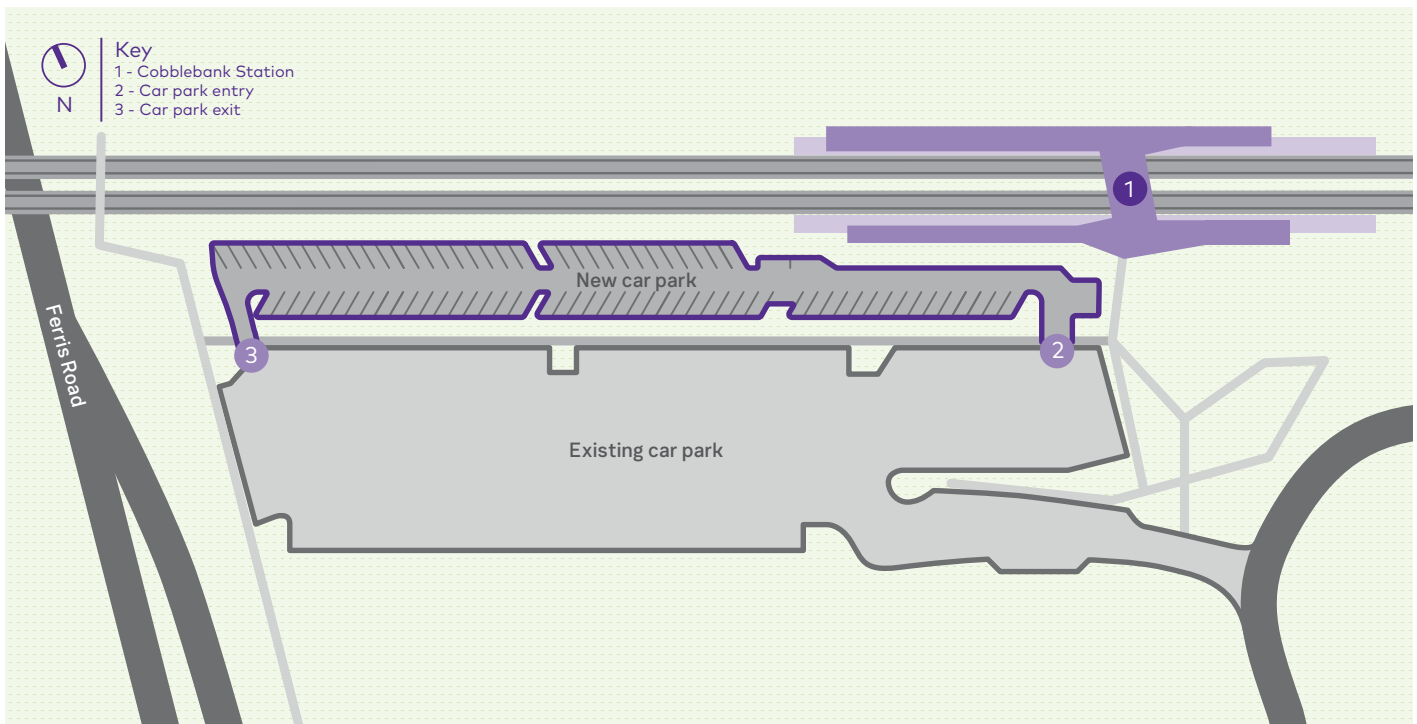 Key
1 - Cobblebank Station
2 - Car park entry
3 - Car park exit
N
1
New car park
3
2
Ferris Road
Existing car park